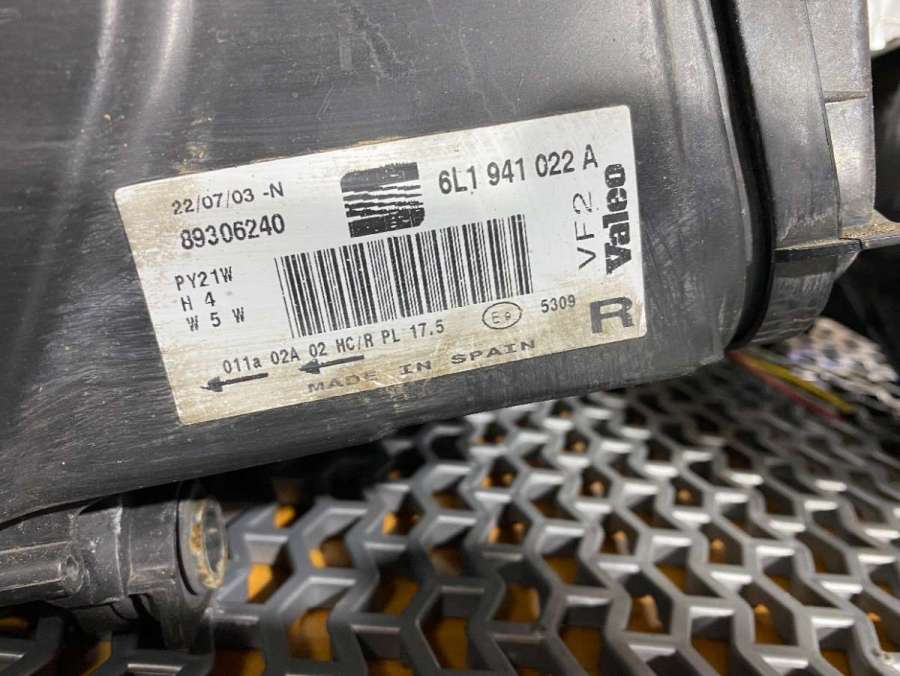 22/07/03 -N
89306240
6L1 941 022 A
PY21W
H 4
W 5 W
VF2
Valeo
011a 02A 02 HC/R PL 17.5
E 9
5309
R
MADE IN SPAIN